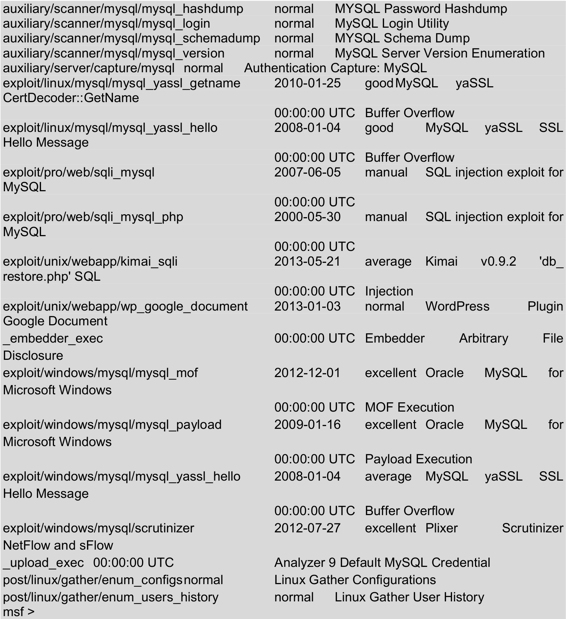 auxiliary/scanner/mysql/mysql_hashdump normal MYSQL Password Hashdump
auxiliary/scanner/mysql/mysql_login normal MySQL Login Utility
auxiliary/scanner/mysql/mysql_schemadump normal MYSQL Schema Dump
auxiliary/scanner/mysql/mysql_version normal MySQL Server Version Enumeration
auxiliary/server/capture/mysql normal Authentication Capture: MySQL
exploit/linux/mysql/mysql_yassl_getname 2010-01-25 goodMySQL yaSSL
CertDecoder::GetName
00:00:00 UTC Buffer Overflow
exploit/linux/mysql/mysql_yassl_hello 2008-01-04 good MySQL yaSSL SSL
Hello Message
00:00:00 UTC Buffer Overflow
exploit/pro/web/sqli_mysql 2007-06-05 manual SQL injection exploit for
MySQL
00:00:00 UTC
exploit/pro/web/sqli_mysql_php 2000-05-30 manual SQL injection exploit for
MySQL
00:00:00 UTC
exploit/unix/webapp/kimai_sqli 2013-05-21 average Kimai v0.9.2 'db_
restore.php' SQL
00:00:00 UTC Injection
exploit/unix/webapp/wp_google_document 2013-01-03 normal WordPress Plugin
Google Document
_embedder_exec 00:00:00 UTC Embedder Arbitrary File
Disclosure
exploit/windows/mysql/mysql_mof 2012-12-01 excellent Oracle MySQL for
Microsoft Windows
00:00:00 UTC MOF Execution
exploit/windows/mysql/mysql_payload 2009-01-16 excellent Oracle MySQL for
Microsoft Windows
00:00:00 UTC Payload Execution
exploit/windows/mysql/mysql_yassl_hello 2008-01-04 average MySQL yaSSL SSL
Hello Message
00:00:00 UTC Buffer Overflow
exploit/windows/mysql/scrutinizer 2012-07-27 excellent Plixer Scrutinizer
NetFlow and sFlow
_upload_exec 00:00:00 UTC Analyzer 9 Default MySQL Credential
post/linux/gather/enum_configsnormal Linux Gather Configurations
post/linux/gather/enum_users_history normal Linux Gather User History
msf >